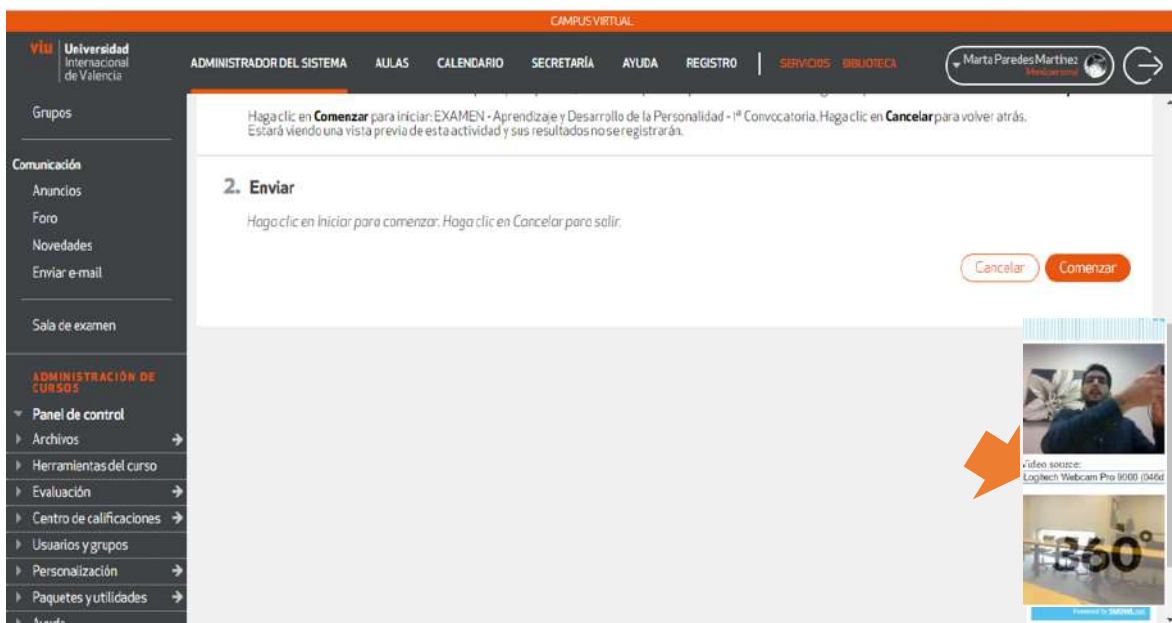 CAMPUS VIRTUAL
viu Universidad
Internacional
de Valencia
ADMINISTRADOR DEL SISTEMA AULAS CALENDARIO SECRETARÍA AYUDA REGISTRO SERVICIOS BIBLIOTECA
Marta Paredes Martínez
Grupos
Comunicación
Anuncios
Foro
Novedades
Enviar e-mail
Sala de examen
ADMINISTRACIÓN DE
CURSOS
Panel de control
Archivos
Herramientas del curso
Evaluación
Centro de calificaciones
Usuarios y grupos
Personalización
Paquetes y utilidades
Haga clic en Comenzar para iniciar: EXAMEN - Aprendizaje y Desarrollo de la Personalidad - 1ª Convocatoria. Haga clic en Cancelar para volver atrás.
Estará viendo una vista previa de esta actividad y sus resultados no se registrarán.
2. Enviar
Haga clic en Iniciar para comenzar. Haga clic en Cancelar para salir.
Cancelar Comenzar
Video source:
Logitech Webcam Pro 9000 (046d
360°
Powered by SMOWL